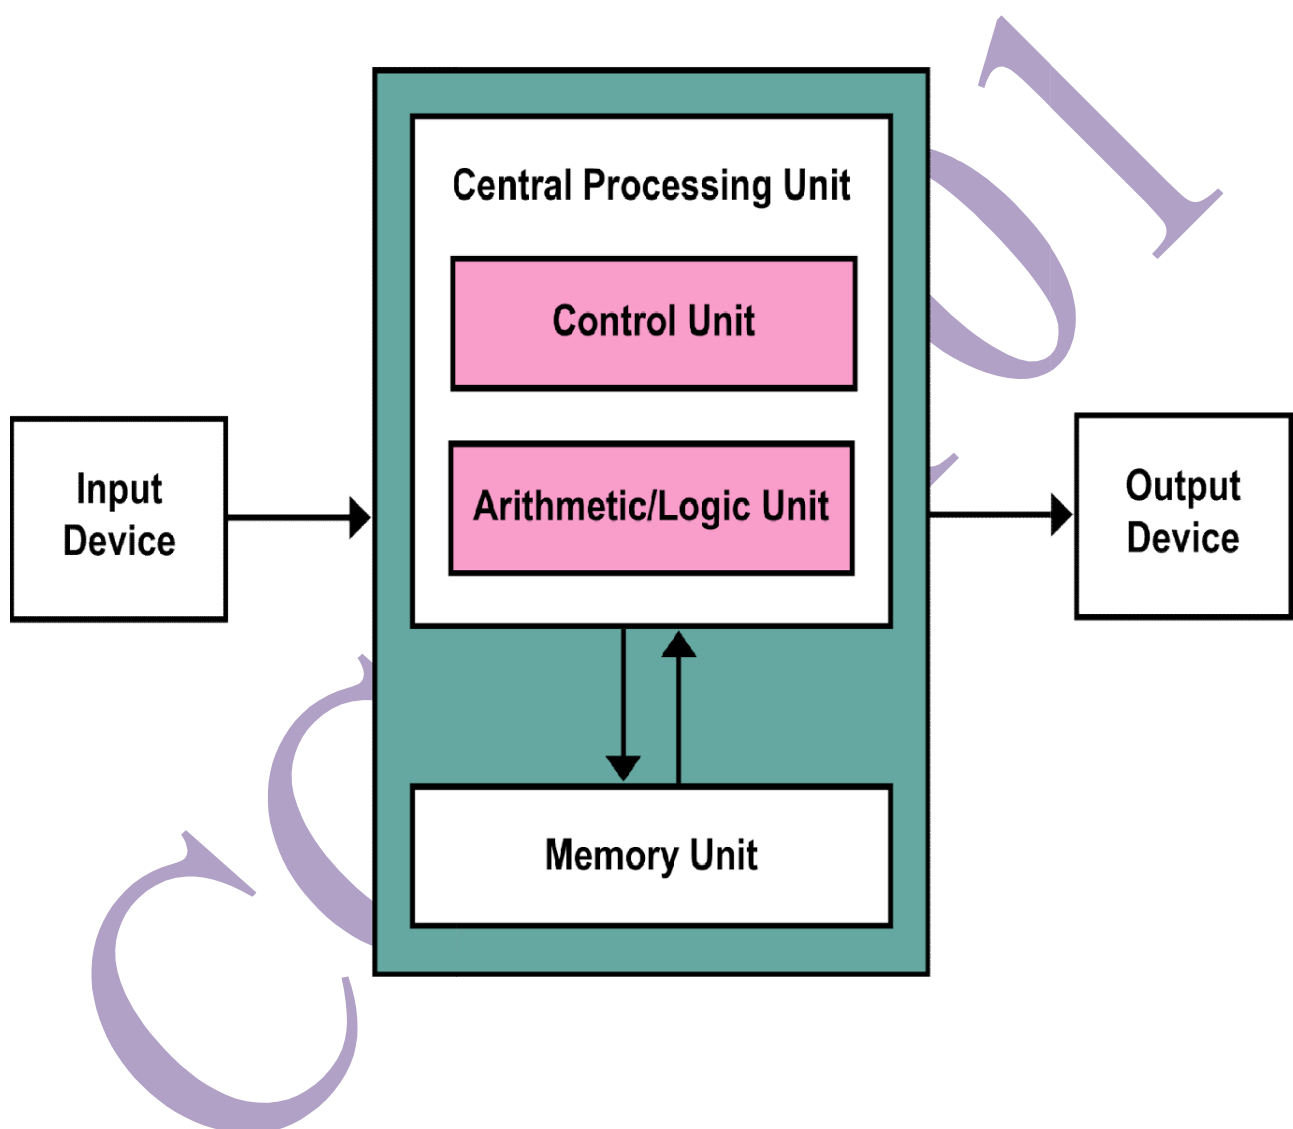 Central Processing Unit
Control Unit
Arithmetic/Logic Unit
Input
Device
Output
Device
Memory Unit